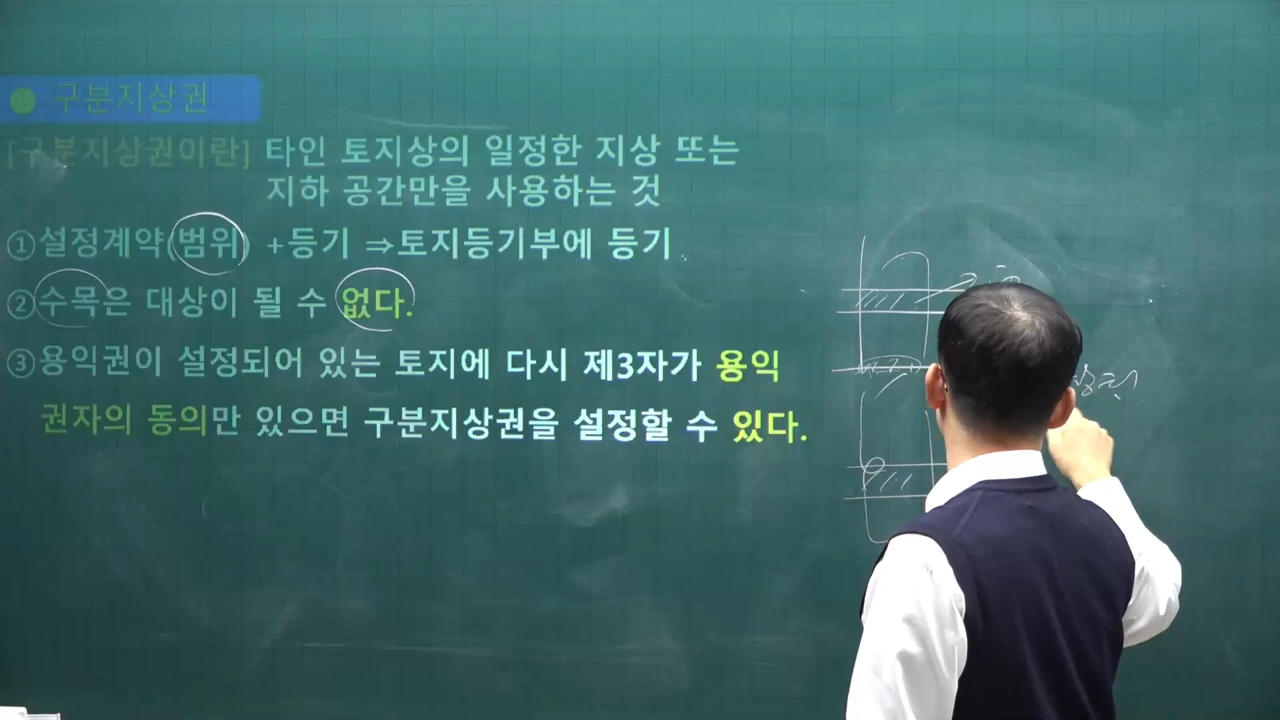 구분지상권
[구분지상권이란] 타인 토지상의 일정한 지상 또는
지하 공간만을 사용하는 것
①설정계약(범위) +등기 ⇒토지등기부에 등기
②수목은 대상이 될 수 없다.
③용익권이 설정되어 있는 토지에 다시 제3자가 용익
권자의 동의만 있으면 구분지상권을 설정할 수 있다.